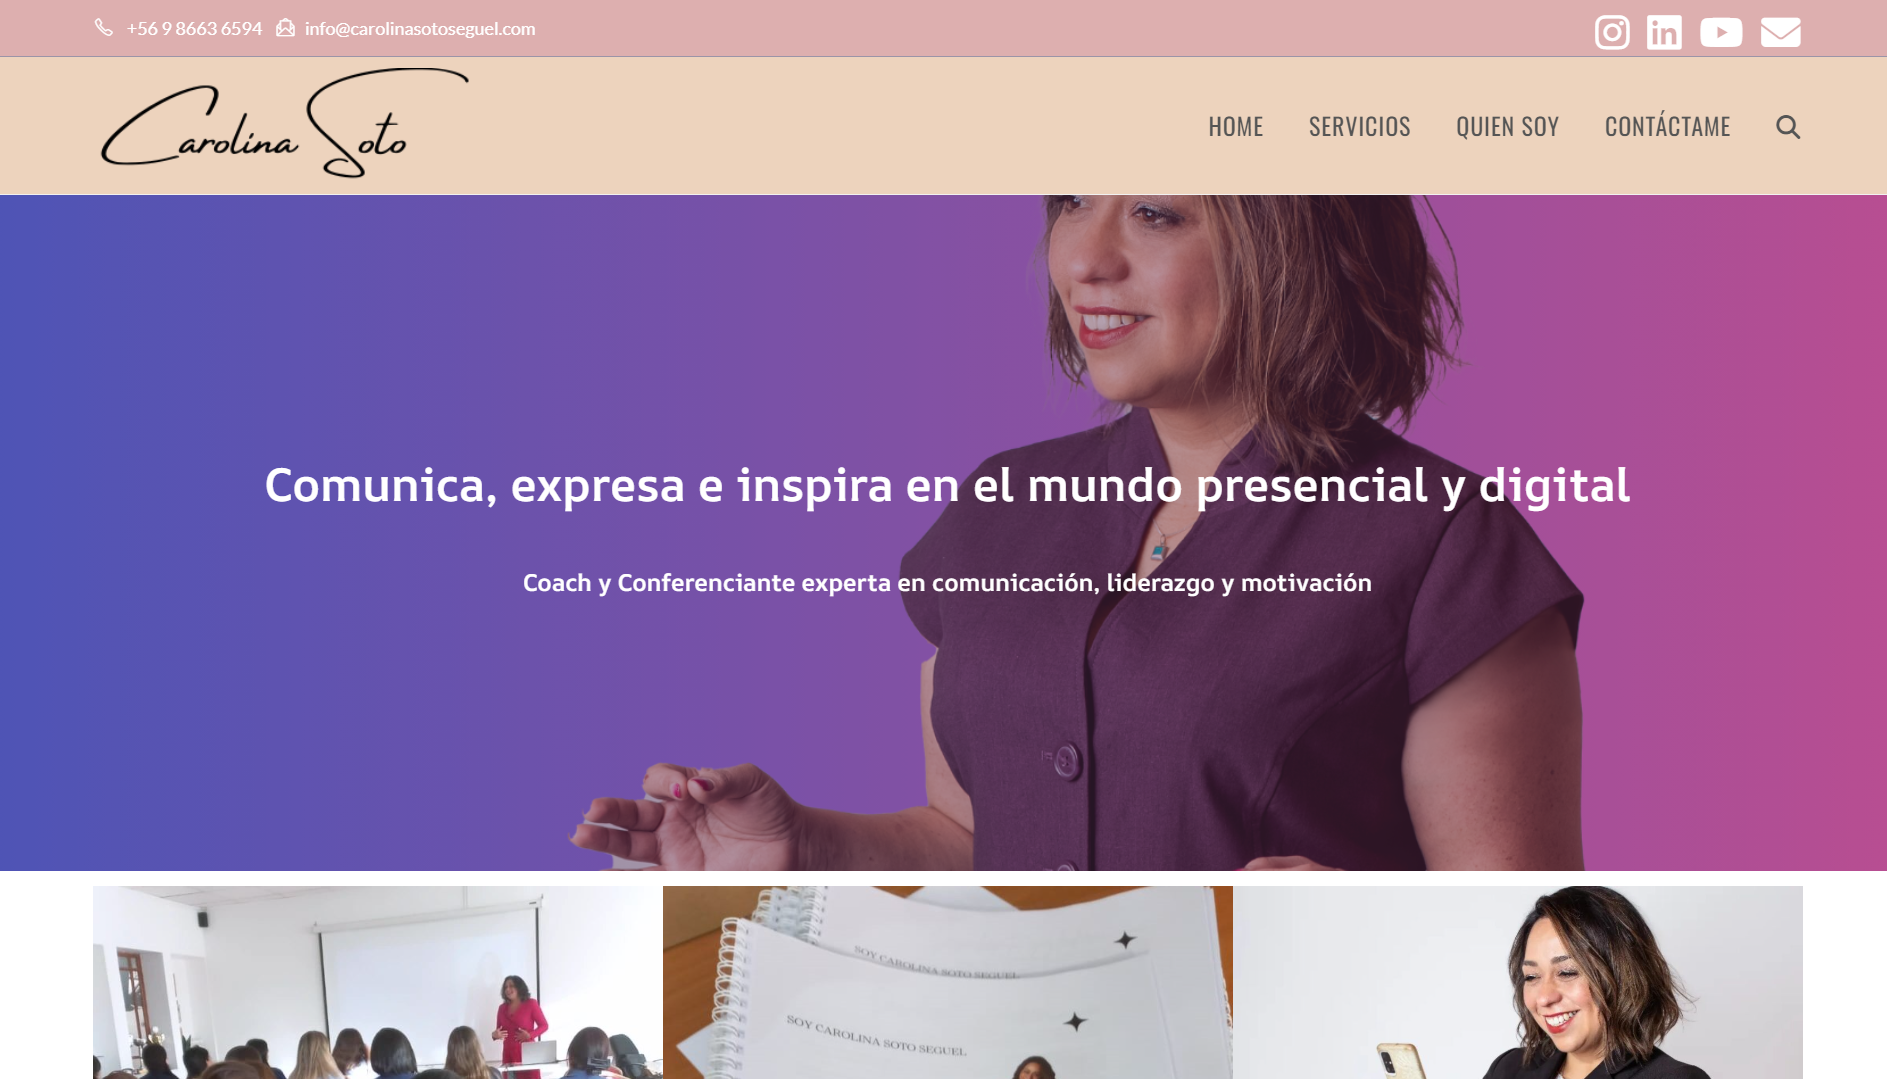 +56 9 8663 6594 info@carolinasotoseguel.com
Carolina Soto
HOME SERVICIOS QUIEN SOY CONTÁCTAME
Comunica, expresa e inspira en el mundo presencial y digital
Coach y Conferenciante experta en comunicación, liderazgo y motivación
SOY CAROLINA SOTO SEGUEL
SOY CAROLINA SOTO SEGUEL